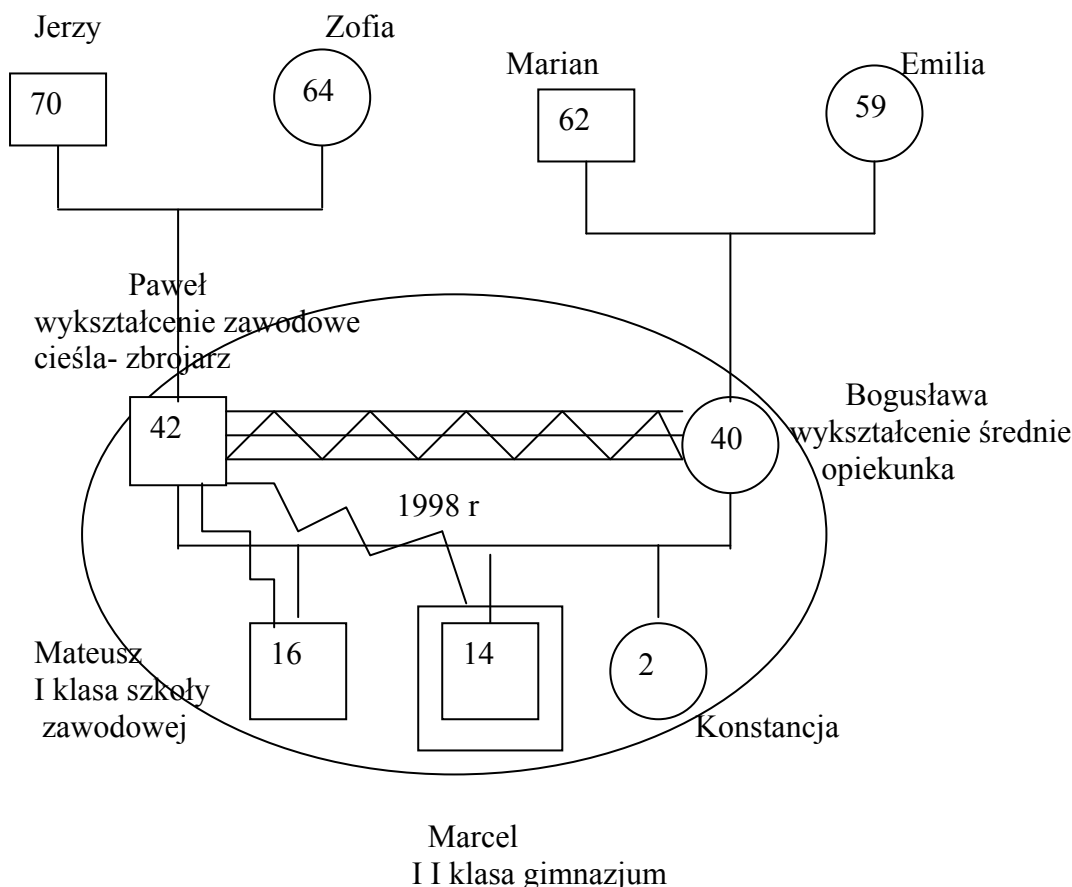 Jerzy
Zofia
Marian
Emilia
70
64
62
59
Paweł
wykształcenie zawodowe
cieśla- zbrojarz
42
40
Bogusława
wykształcenie średnie
opiekunka
1998 r
16
14
2
Mateusz
I klasa szkoły
zawodowej
Konstancja
Marcel
I I klasa gimnazjum